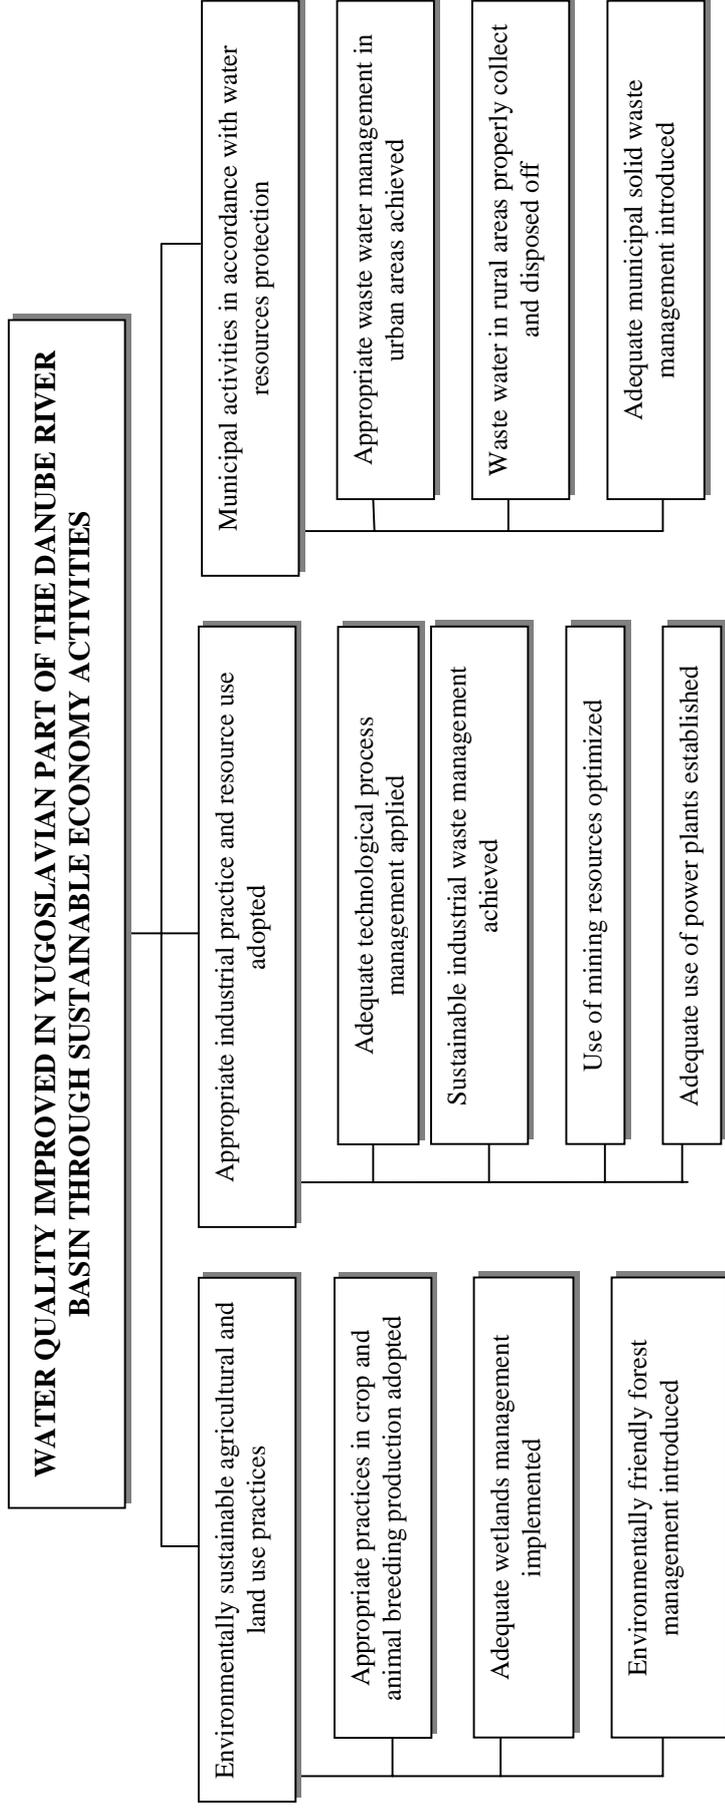 WATER QUALITY IMPROVED IN YUGOSLAVIAN PART OF THE DANUBE RIVER
BASIN THROUGH SUSTAINABLE ECONOMY ACTIVITIES
Environmentally sustainable agricultural and
land use practices
Appropriate practices in crop and
animal breeding production adopted
Adequate wetlands management
implemented
Environmentally friendly forest
management introduced
Appropriate industrial practice and resource use
adopted
Adequate technological process
management applied
Sustainable industrial waste management
achieved
Use of mining resources optimized
Adequate use of power plants established
Municipal activities in accordance with water
resources protection
Appropriate waste water management in
urban areas achieved
Waste water in rural areas properly collect
and disposed off
Adequate municipal solid waste
management introduced